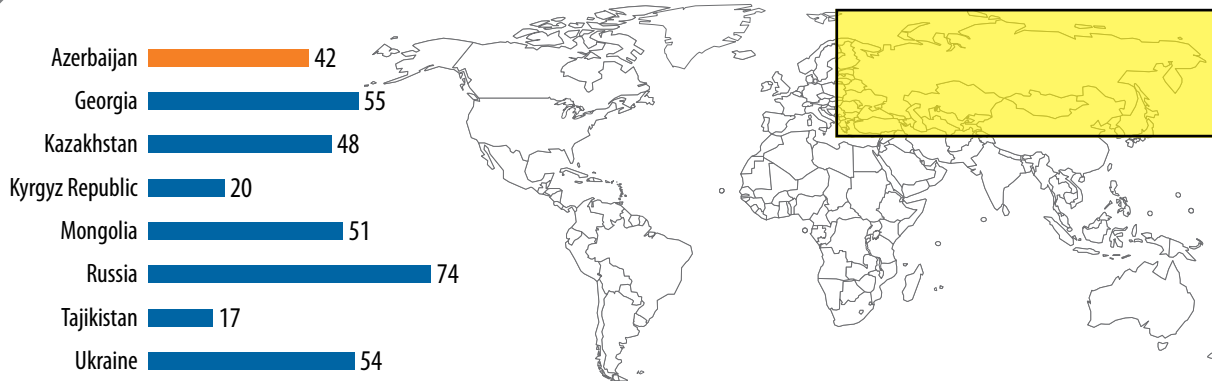 Azerbaijan 42
Georgia 55
Kazakhstan 48
Kyrgyz Republic 20
Mongolia 51
Russia 74
Tajikistan 17
Ukraine 54